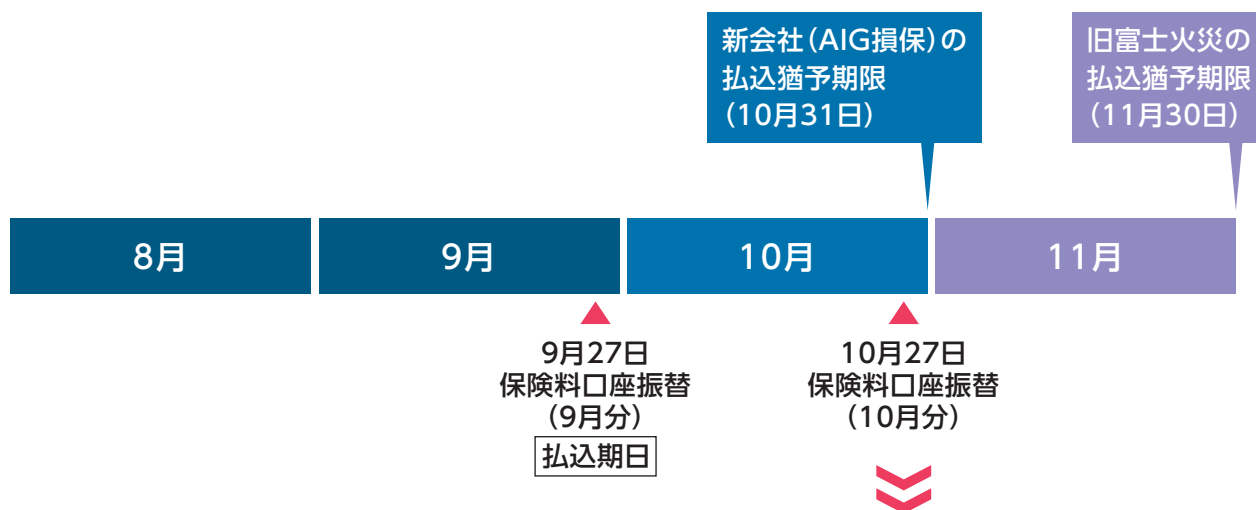 新会社(AIG損保)の
払込猶予期限
(10月31日)
旧富士火災の
払込猶予期限
(11月30日)
8月
9月
10月
11月
9月27日
保険料口座振替
(9月分)
払込期日
10月27日
保険料口座振替
(10月分)